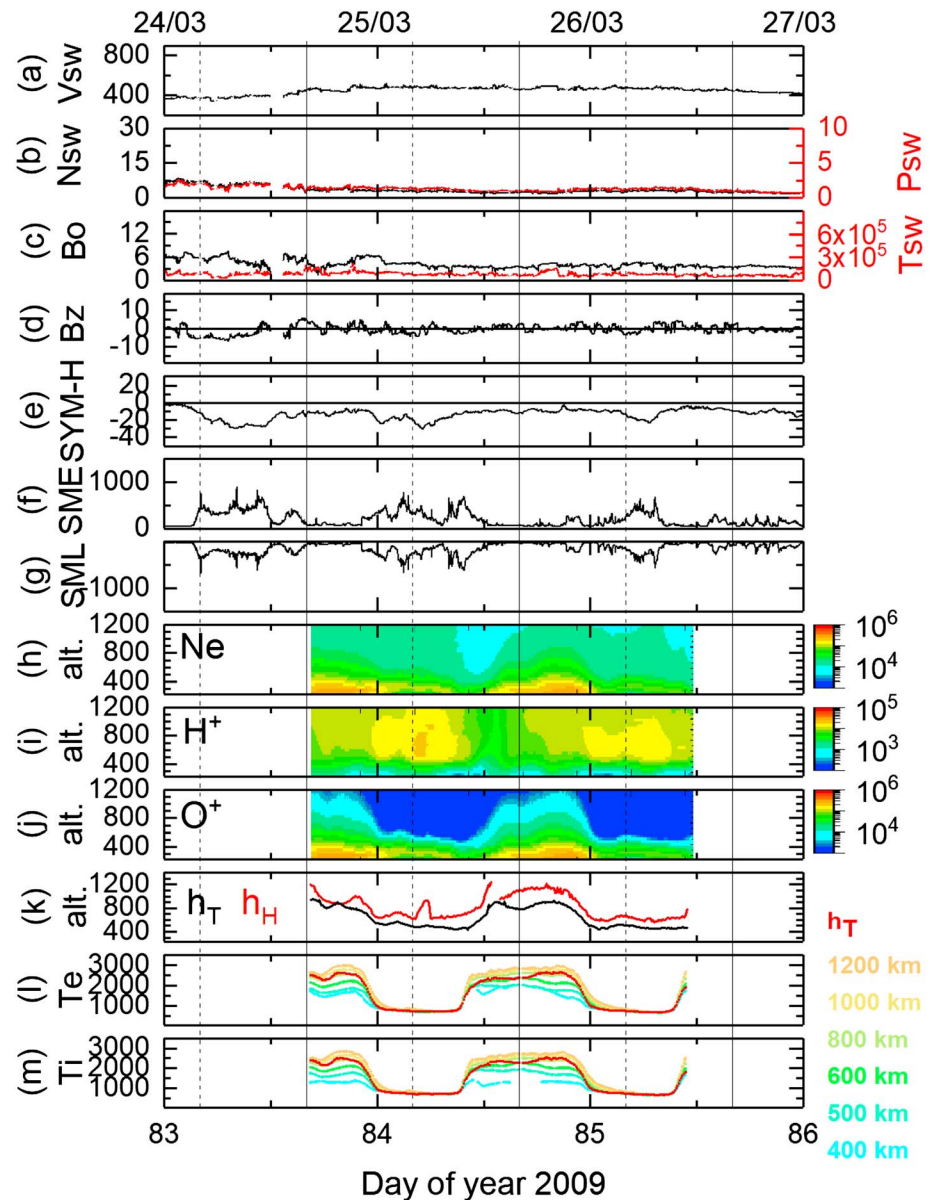 24/03 25/03 26/03 27/03
(a) Vsw 800 400
(b) Nsw 30 15 0 10 5 0 Psw
(c) Bo 18 12 6 0 6x10⁵ 3x10⁵ 0 Tsw
(d) Bz 10 0 -10
(e) SYM-H 20 0 -20 -40
(f) SME 1000 0
(g) SML 1000
(h) alt. 1200 800 400 Ne 10⁶ 10⁴
(i) alt. 1200 800 400 H⁺ 10⁵ 10³
(j) alt. 1200 800 400 O⁺ 10⁶ 10⁴
(k) alt. 1200 800 400 hT hH
(l) Te 3000 2000 1000
(m) Ti 3000 2000 1000
hT
1200 km
1000 km
800 km
600 km
500 km
400 km
83 84 85 86
Day of year 2009